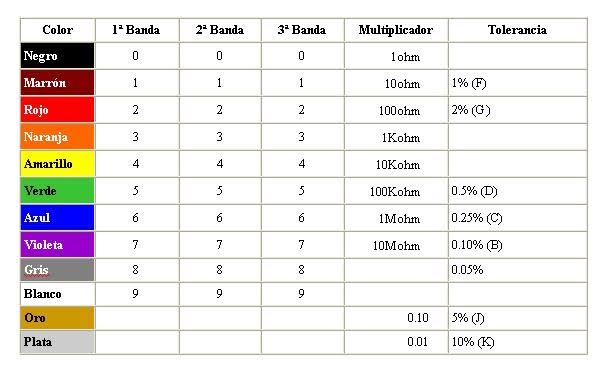 Color 1ª Banda 2ª Banda 3ª Banda Multiplicador Tolerancia
Negro 0 0 0 1ohm
Marrón 1 1 1 10ohm 1% (F)
Rojo 2 2 2 100ohm 2% (G)
Naranja 3 3 3 1Kohm
Amarillo 4 4 4 10Kohm
Verde 5 5 5 100Kohm 0.5% (D)
Azul 6 6 6 1Mohm 0.25% (C)
Violeta 7 7 7 10Mohm 0.10% (B)
Gris 8 8 8 0.05%
Blanco 9 9 9
Oro 0.10 5% (J)
Plata 0.01 10% (K)